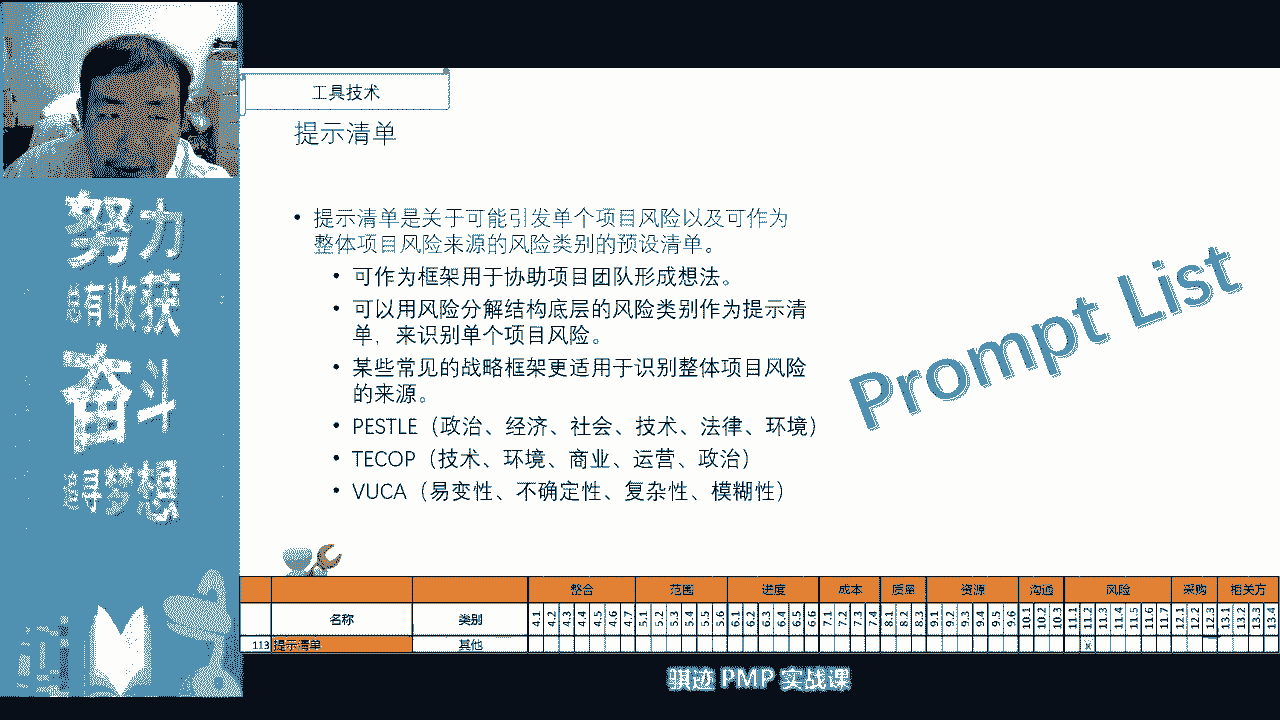 工具技术
提示清单
• 提示清单是关于可能引发单个项目风险以及可作为
整体项目风险来源的风险类别的预设清单。
• 可作为框架用于协助项目团队形成想法。
• 可以用风险分解结构底层的风险类别作为提示清
单，来识别单个项目风险。
• 某些常见的战略框架更适用于识别整体项目风险
的来源。
• PESTLE（政治、经济、社会、技术、法律、环境）
• TECOP（技术、环境、商业、运营、政治）
• VUCA（易变性、不确定性、复杂性、模糊性）
Prompt List
努力
有收获
奋斗
寻梦想
整合 范围 进度 成本 质量 资源 沟通 风险 采购 相关方
名称 类别 4.1 4.2 4.3 4.4 4.5 4.6 4.7 5.1 5.2 5.3 5.4 5.5 5.6 6.1 6.2 6.3 6.4 6.5 6.6 7.1 7.2 7.3 7.4 8.1 8.2 8.3 9.1 9.2 9.3 9.4 9.5 9.6 10.1 10.2 10.3 11.1 11.2 11.3 11.4 11.5 11.6 11.7 12.1 12.2 12.3 13.1 13.2 13.3 13.4
113 提示清单 其他 x
骐迹 PMP 实战课